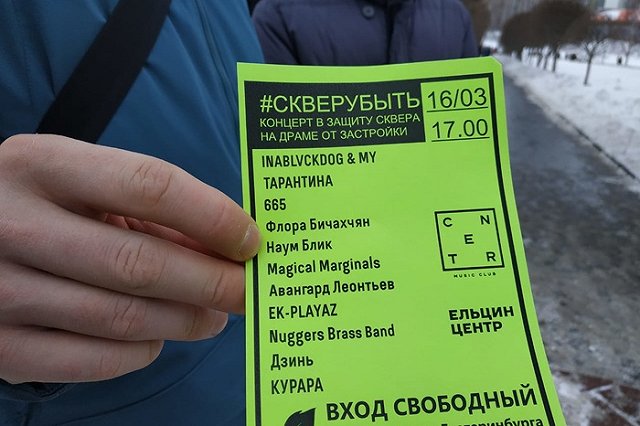 #СКВЕРУБЫТЬ
КОНЦЕРТ В ЗАЩИТУ СКВЕРА
НА ДРАМЕ ОТ ЗАСТРОЙКИ
16/03
17.00
INABLVCKDOG & MY
ТАРАНТИНА
665
Флора Бичахчян
Наум Блик
Magical Marginals
Авангард Леонтьев
EK-PLAYAZ
Nuggers Brass Band
Дзинь
КУРАРА
C N
E T
R
MUSIC CLUB
ЕЛЬЦИН
ЦЕНТР
ВХОД СВОБОДНЫЙ
Екатеринбурга